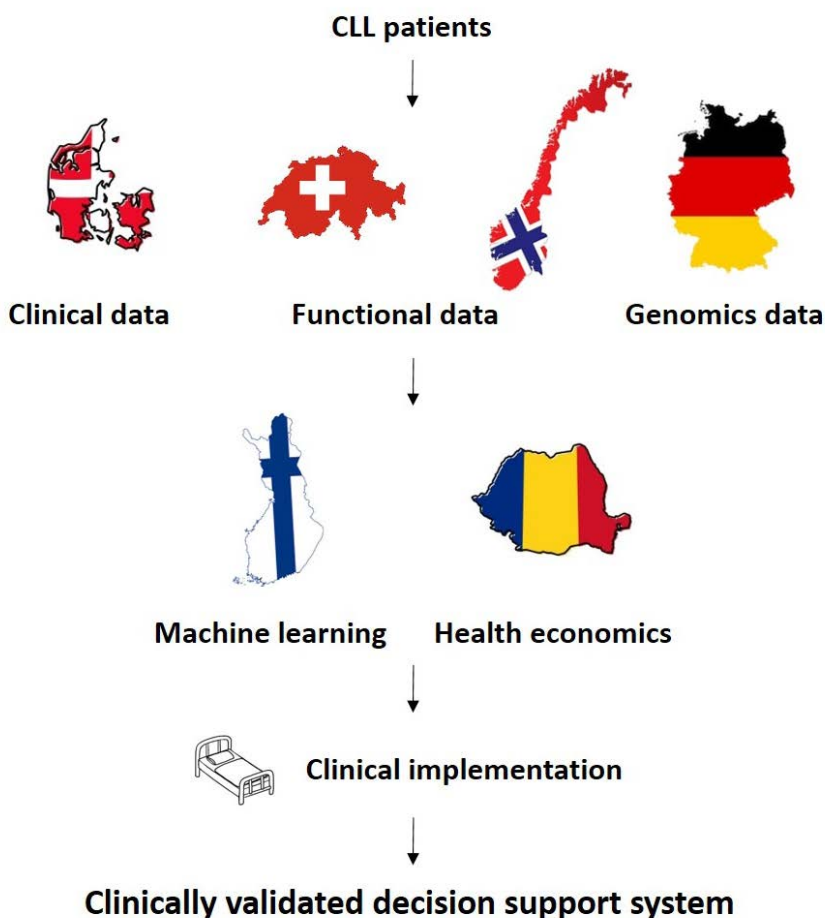 CLL patients
Clinical data
Functional data
Genomics data
Machine learning
Health economics
Clinical implementation
Clinically validated decision support system